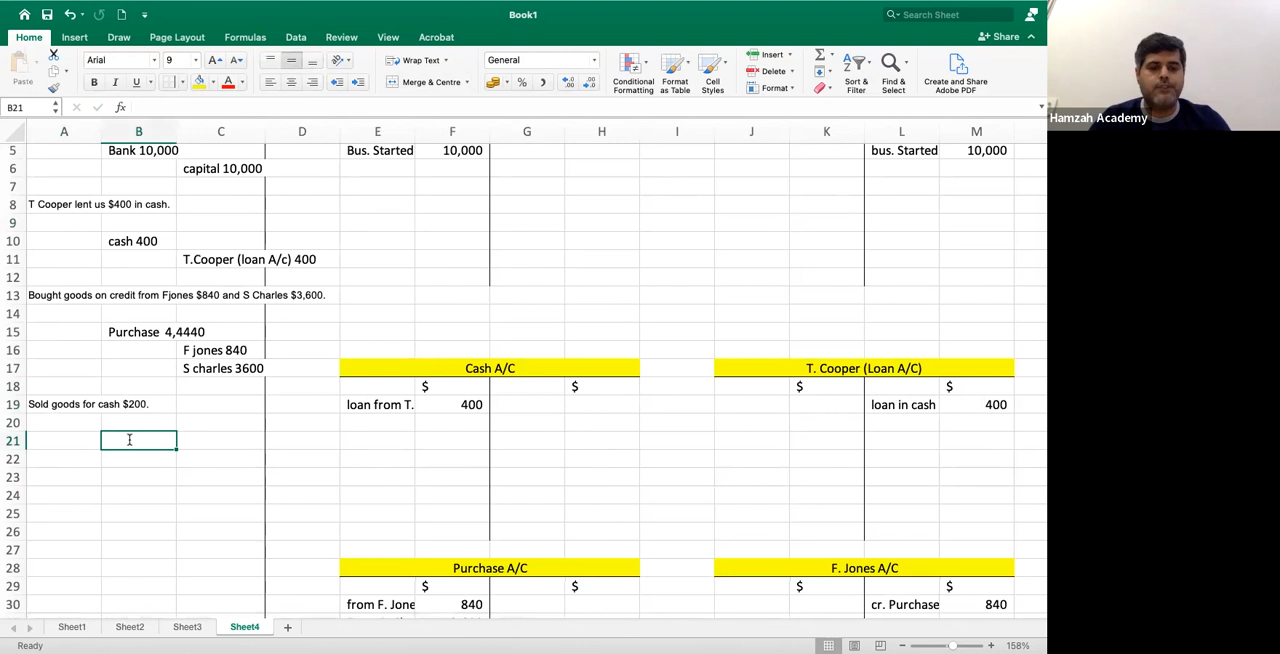 Book1
Search Sheet
Home Insert Draw Page Layout Formulas Data Review View Acrobat
Share
Paste
Arial 9
Wrap Text
General
Insert
B I U
Merge & Centre
Conditional Formatting
Format as Table
Cell Styles
Delete
Format
Sort & Filter
Find & Select
Create and Share Adobe PDF
B21 fx
A B C D E F G H I J K L M
5 Bank 10,000 Bus. Started 10,000 bus. Started 10,000
6 capital 10,000
7
8 T Cooper lent us $400 in cash.
9
10 cash 400
11 T.Cooper (loan A/c) 400
12
13 Bought goods on credit from Fjones $840 and S Charles $3,600.
14
15 Purchase 4,4440
16 F jones 840
17 S charles 3600 Cash A/C T. Cooper (Loan A/C)
18 $ $ $ $
19 Sold goods for cash $200. loan from T. 400 loan in cash 400
20
21
22
23
24
25
26
27
28 Purchase A/C F. Jones A/C
29 $ $ $ $
30 from F. Jone 840 cr. Purchase 840
Sheet1 Sheet2 Sheet3 Sheet4 +
Ready 158%
Hamzah Academy